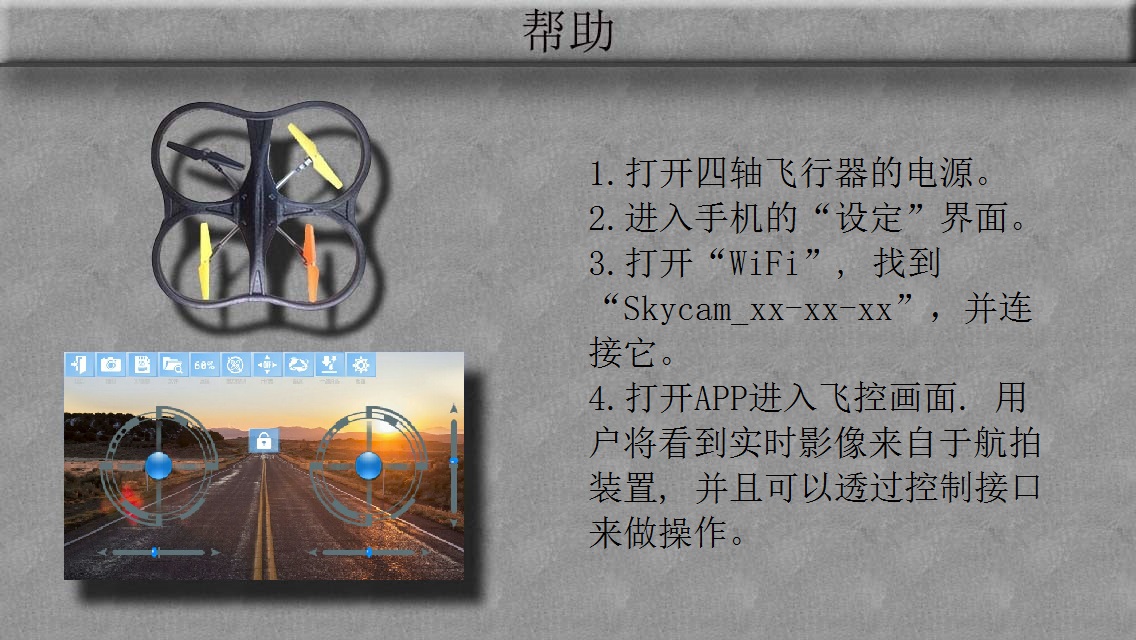 帮助
1.打开四轴飞行器的电源。
2.进入手机的“设定”界面。
3.打开“WiFi”, 找到
“Skycam_xx-xx-xx”，并连
接它。
4.打开APP进入飞控画面. 用
户将看到实时影像来自于航拍
装置, 并且可以透过控制接口
来做操作。
60%